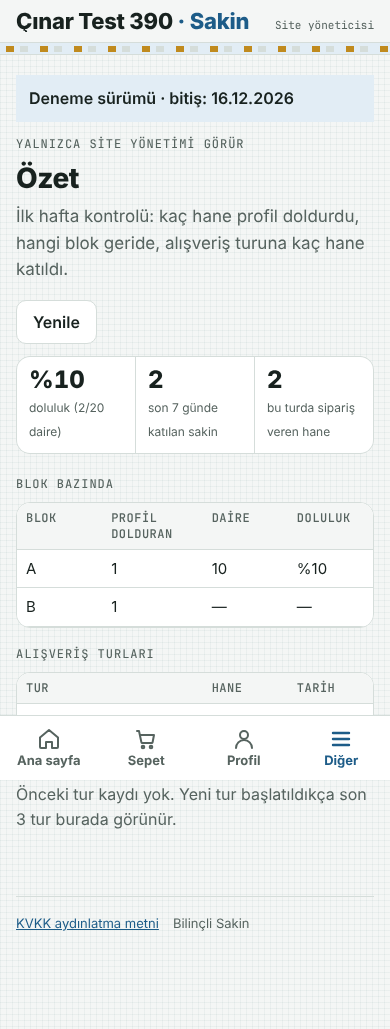 Çınar Test 390 · Sakin
Site yöneticisi
Deneme sürümü · bitiş: 16.12.2026
YALNIZCA SİTE YÖNETİMİ GÖRÜR
Özet
İlk hafta kontrolü: kaç hane profil doldurdu,
hangi blok geride, alışveriş turuna kaç hane
katıldı.
Yenile
%10
doluluk (2/20
daire)
2
son 7 günde
katılan sakin
2
bu turda sipariş
veren hane
BLOK BAZINDA
BLOK PROFİL DOLDURAN DAİRE DOLULUK
A 1 10 %10
B 1 — —
ALIŞVERİŞ TURLARI
TUR HANE TARİH
Ana sayfa Sepet Profil Diğer
Önceki tur kaydı yok. Yeni tur başlatıldıkça son
3 tur burada görünür.
KVKK aydınlatma metni Bilinçli Sakin